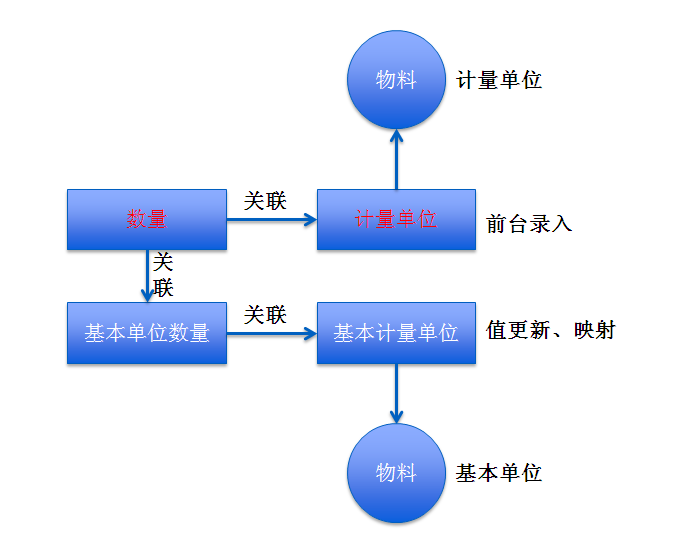 物料
计量单位
数量
关联
计量单位
前台录入
关
联
基本单位数量
关联
基本计量单位
值更新、映射
物料
基本单位